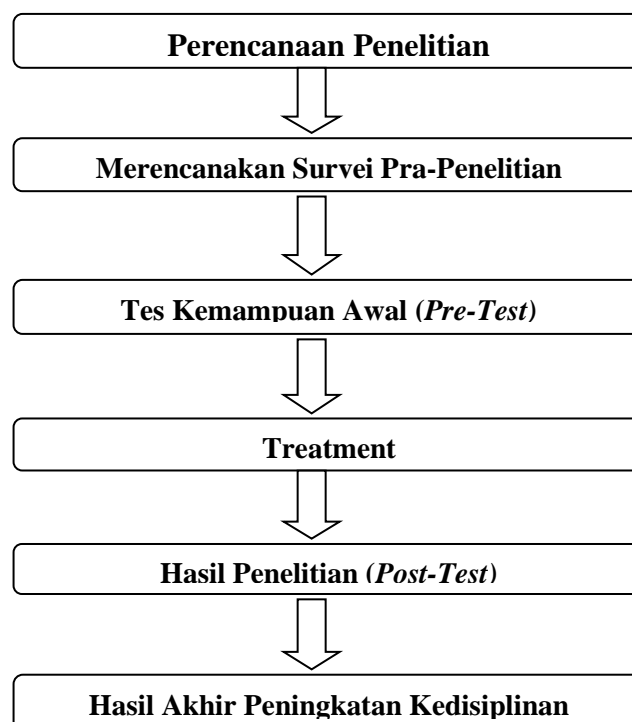 Perencanaan Penelitian
Merencanakan Survei Pra-Penelitian
Tes Kemampuan Awal (Pre-Test)
Treatment
Hasil Penelitian (Post-Test)
Hasil Akhir Peningkatan Kedisiplinan